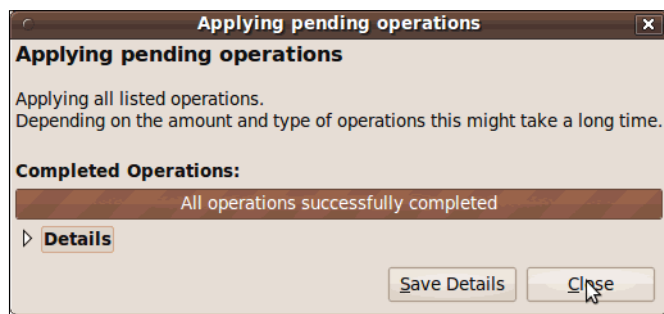 Applying pending operations
Applying pending operations
Applying all listed operations.
Depending on the amount and type of operations this might take a long time.
Completed Operations:
All operations successfully completed
Details
Save Details Close